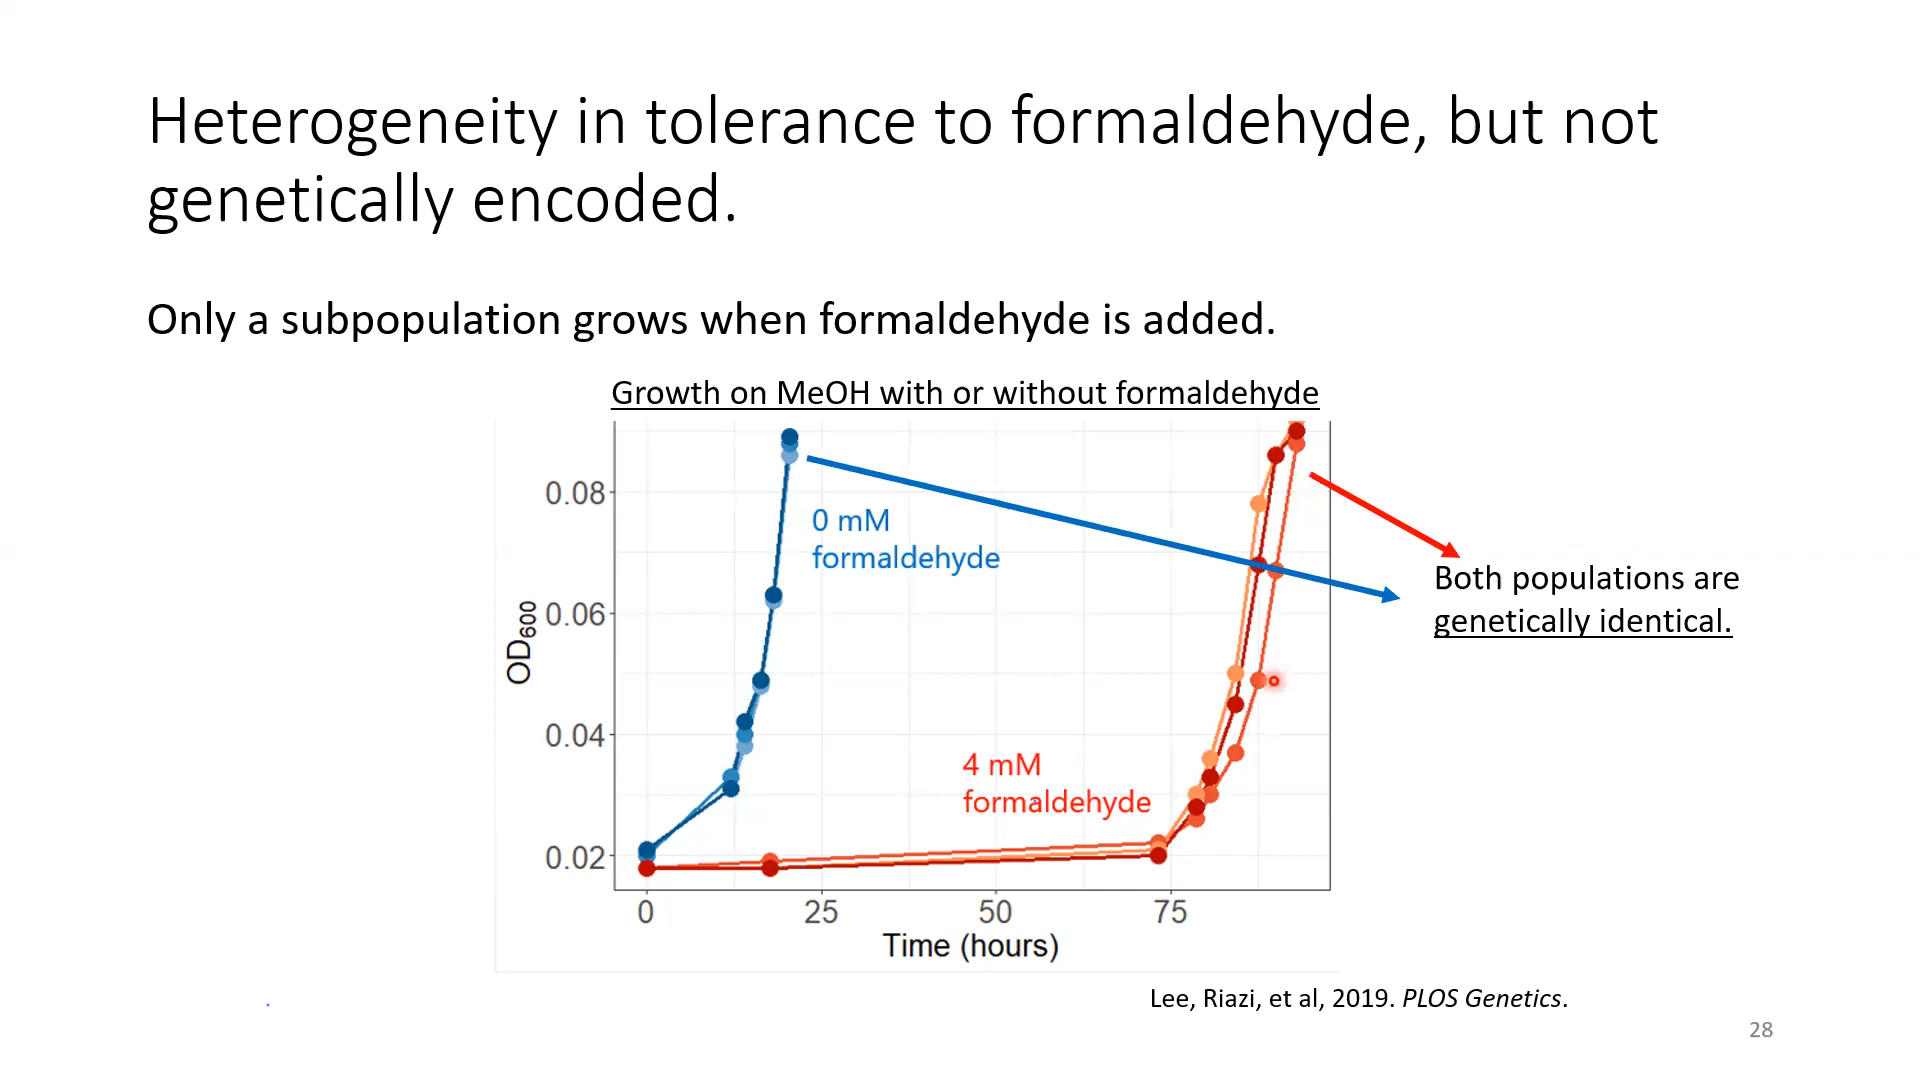 Heterogeneity in tolerance to formaldehyde, but not
genetically encoded.
Only a subpopulation grows when formaldehyde is added.
Growth on MeOH with or without formaldehyde
0.08
0.06
0.04
0.02
OD600
0 mM
formaldehyde
4 mM
formaldehyde
Both populations are
genetically identical.
0 25 50 75
Time (hours)
Lee, Riazi, et al, 2019. PLOS Genetics.
28